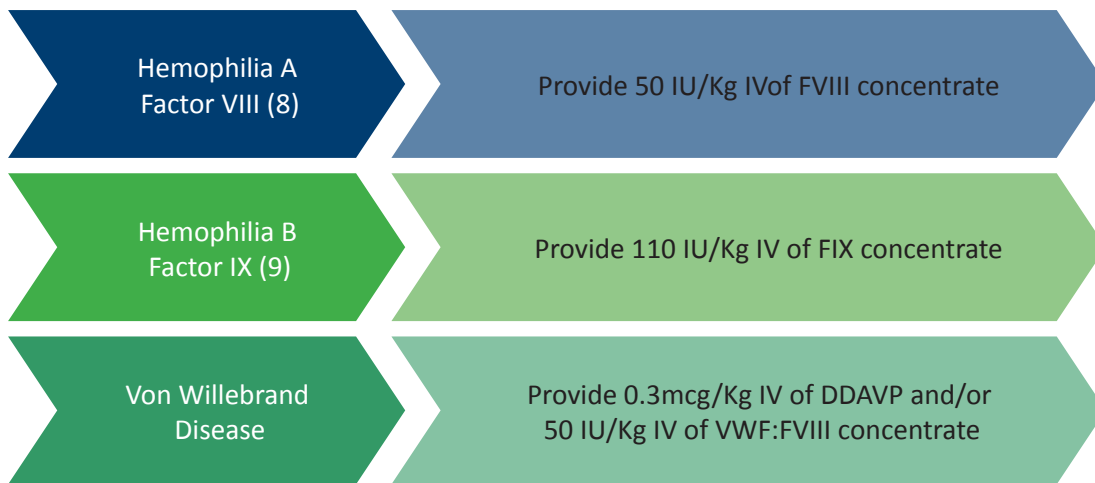 Hemophilia A
Factor VIII (8)
Provide 50 IU/Kg IVof FVIII concentrate
Hemophilia B
Factor IX (9)
Provide 110 IU/Kg IV of FIX concentrate
Von Willebrand
Disease
Provide 0.3mcg/Kg IV of DDAVP and/or
50 IU/Kg IV of VWF:FVIII concentrate